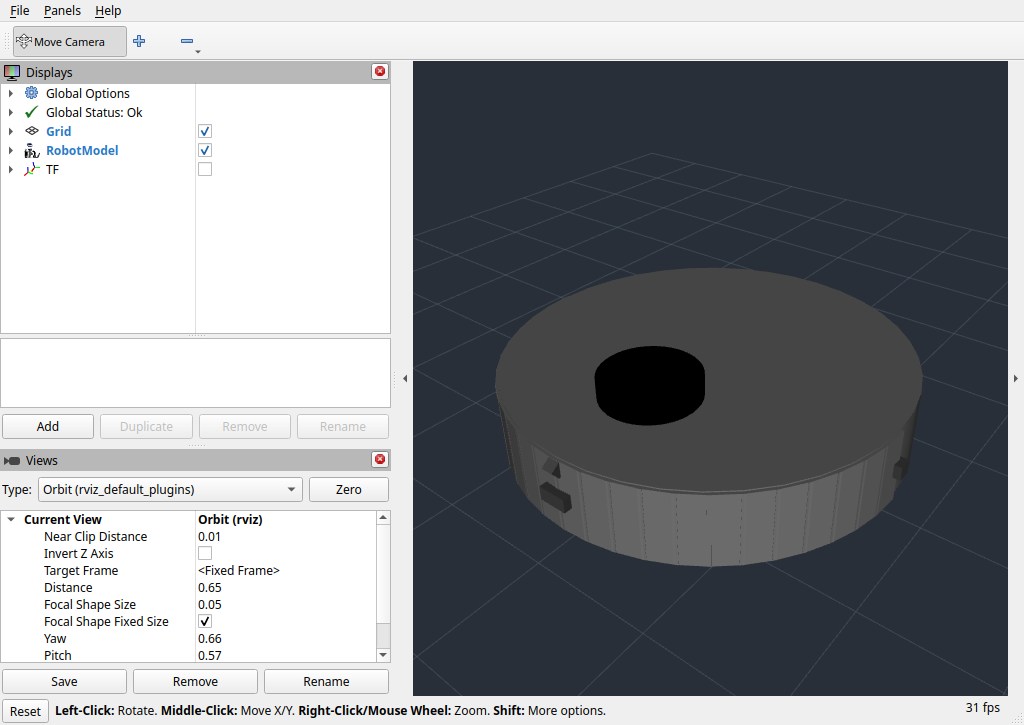 File Panels Help
Move Camera
Displays
Global Options
Global Status: Ok
Grid
RobotModel
TF
Add Duplicate Remove Rename
Views
Type: Orbit (rviz_default_plugins) Zero
Current View Orbit (rviz)
Near Clip Distance 0.01
Invert Z Axis
Target Frame <Fixed Frame>
Distance 0.65
Focal Shape Size 0.05
Focal Shape Fixed Size
Yaw 0.66
Pitch 0.57
Save Remove Rename
Reset Left-Click: Rotate. Middle-Click: Move X/Y. Right-Click/Mouse Wheel: Zoom. Shift: More options. 31 fps